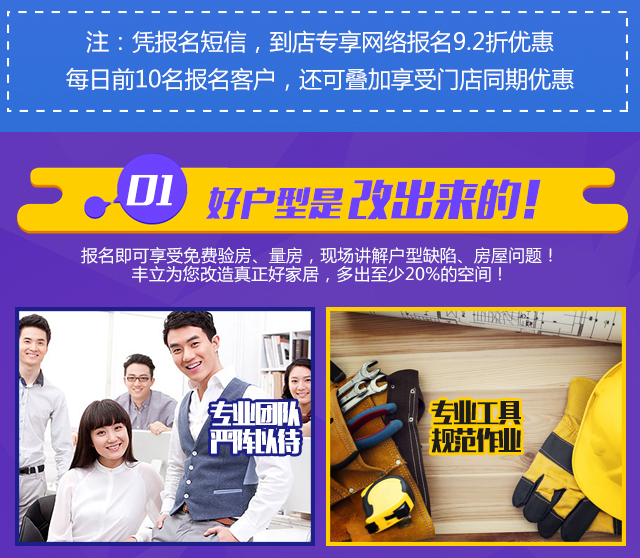 注：凭报名短信，到店专享网络报名9.2折优惠
每日前10名报名客户，还可叠加享受门店同期优惠
01
好户型是改出来的！
报名即可享受免费验房、量房，现场讲解户型缺陷、房屋问题！
丰立为您改造真正好家居，多出至少20%的空间！
专业团队
严阵以待
专业工具
规范作业